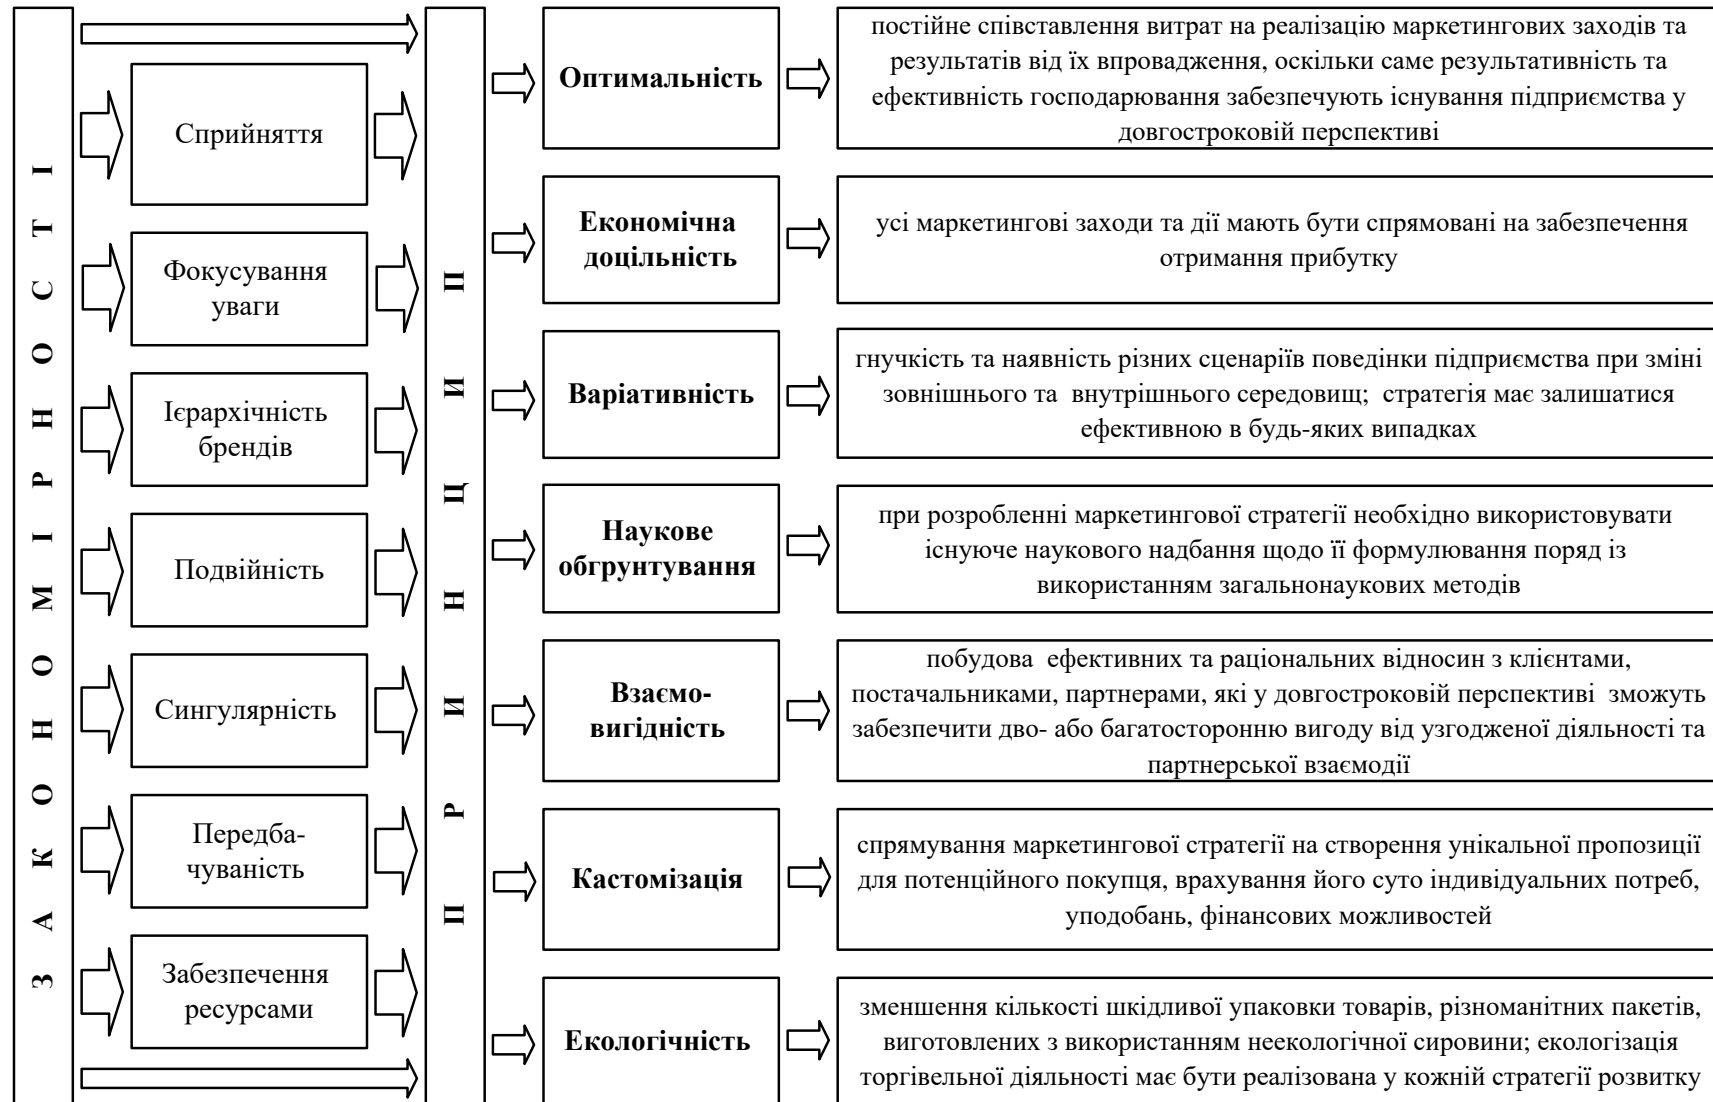 ЗАКОНОМІРНОСТІ
Сприйняття
Фокусування
уваги
Ієрархічність
брендів
Подвійність
Сингулярність
Передба-
чуваність
Забезпечення
ресурсами
ПРИНЦИПИ
Оптимальність
постійне співставлення витрат на реалізацію маркетингових заходів та
результатів від їх впровадження, оскільки саме результативність та
ефективність господарювання забезпечують існування підприємства у
довгостроковій перспективі
Економічна
доцільність
усі маркетингові заходи та дії мають бути спрямовані на забезпечення
отримання прибутку
Варіативність
гнучкість та наявність різних сценаріїв поведінки підприємства при зміні
зовнішнього та внутрішнього середовищ; стратегія має залишатися
ефективною в будь-яких випадках
Наукове
обгрунтування
при розробленні маркетингової стратегії необхідно використовувати
існуюче наукового надбання щодо її формулювання поряд із
використанням загальнонаукових методів
Взаємо-
вигідність
побудова ефективних та раціональних відносин з клієнтами,
постачальниками, партнерами, які у довгостроковій перспективі зможуть
забезпечити дво- або багатосторонню вигоду від узгодженої діяльності та
партнерської взаємодії
Кастомізація
спрямування маркетингової стратегії на створення унікальної пропозиції
для потенційного покупця, врахування його суто індивідуальних потреб,
уподобань, фінансових можливостей
Екологічність
зменшення кількості шкідливої упаковки товарів, різноманітних пакетів,
виготовлених з використанням неекологічної сировини; екологізація
торгівельної діяльності має бути реалізована у кожній стратегії розвитку